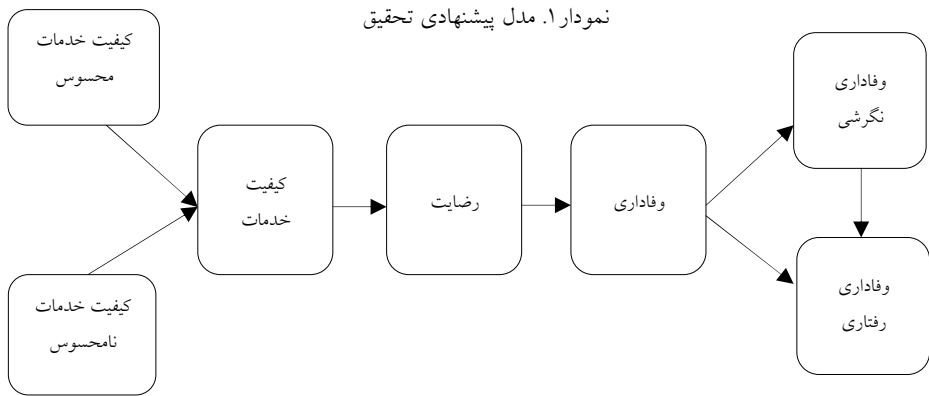 نمودار۱. مدل پیشنهادی تحقیق
کیفیت خدمات
محسوس
کیفیت خدمات
نامحسوس
کیفیت
خدمات
رضایت
وفاداری
وفاداری
نگرشی
وفاداری
رفتاری